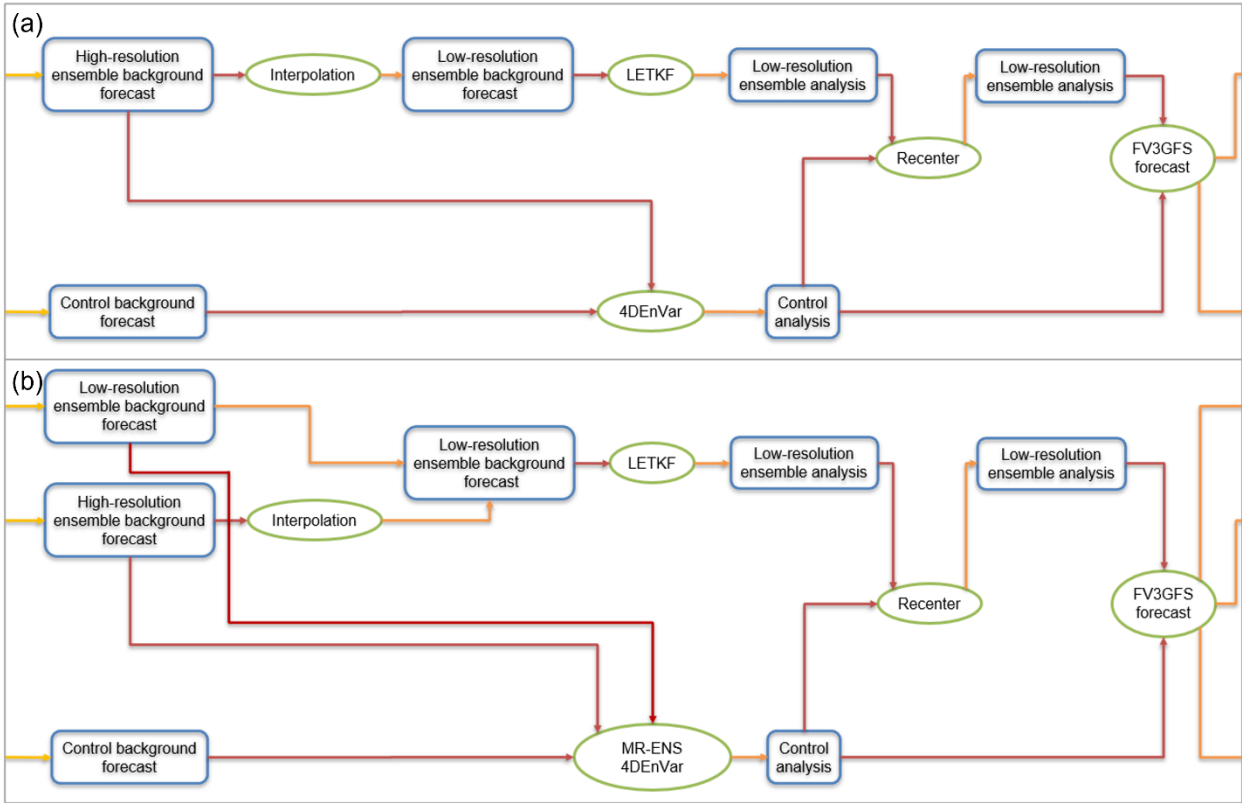 (a)
High-resolution
ensemble background
forecast
Interpolation
Low-resolution
ensemble background
forecast
LETKF
Low-resolution
ensemble analysis
Low-resolution
ensemble analysis
Recenter
FV3GFS
forecast
Control background
forecast
4DEnVar
Control
analysis
(b)
Low-resolution
ensemble background
forecast
High-resolution
ensemble background
forecast
Interpolation
Low-resolution
ensemble background
forecast
LETKF
Low-resolution
ensemble analysis
Low-resolution
ensemble analysis
Recenter
FV3GFS
forecast
Control background
forecast
MR-ENS
4DEnVar
Control
analysis